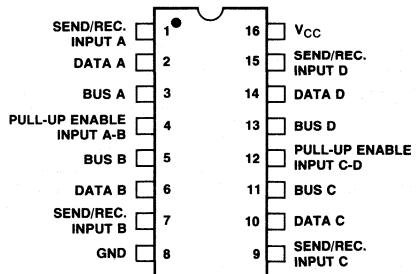 SEND/REC.
INPUT A
1
16
VCC
DATA A
2
15
SEND/REC.
INPUT D
BUS A
3
14
DATA D
PULL-UP ENABLE
INPUT A-B
4
13
BUS D
BUS B
5
12
PULL-UP ENABLE
INPUT C-D
DATA B
6
11
BUS C
SEND/REC.
INPUT B
7
10
DATA C
GND
8
9
SEND/REC.
INPUT C